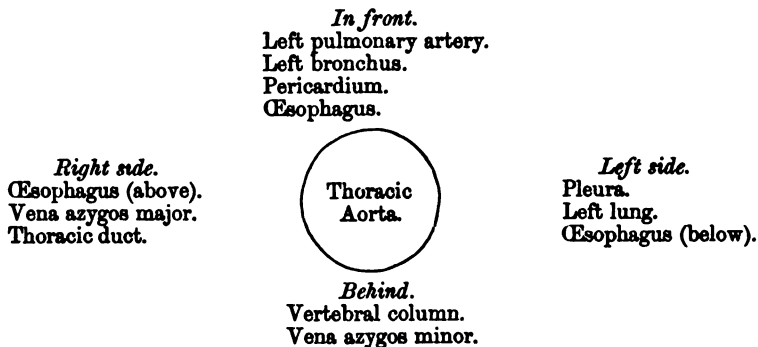 In front.
Left pulmonary artery.
Left bronchus.
Pericardium.
Œsophagus.
Right side.
Œsophagus (above).
Vena azygos major.
Thoracic duct.
Thoracic
Aorta.
Left side.
Pleura.
Left lung.
Œsophagus (below).
Behind.
Vertebral column.
Vena azygos minor.